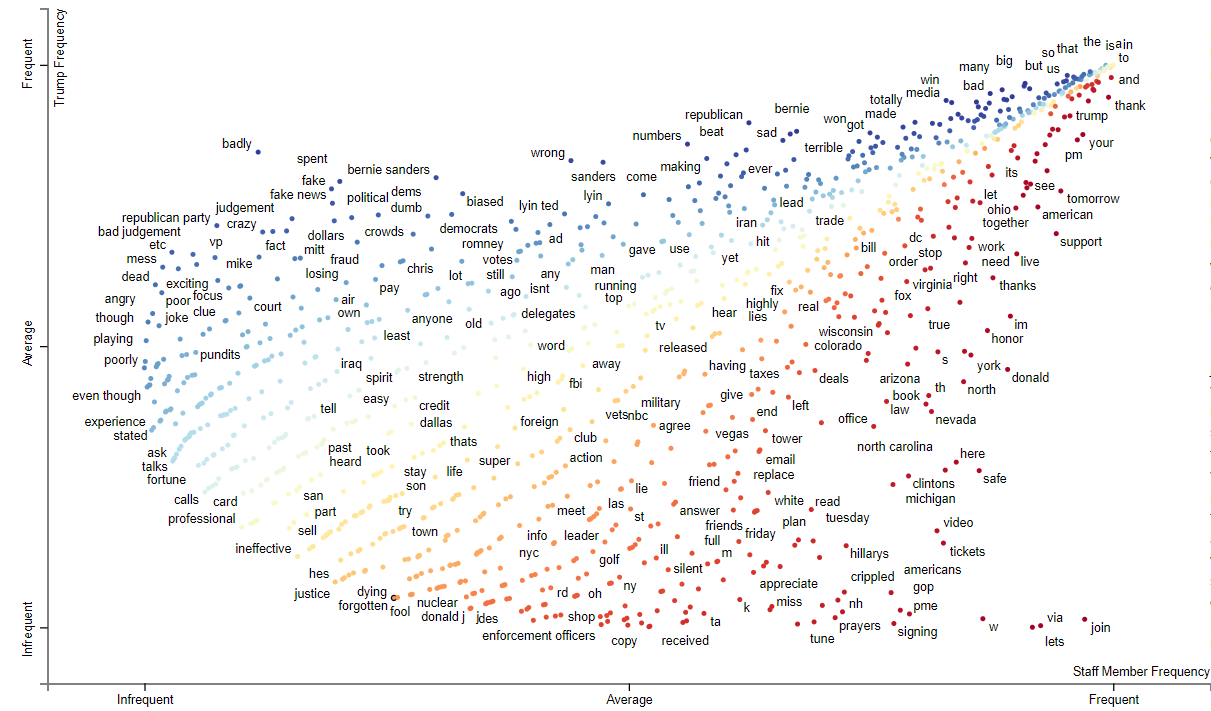 Frequent
Trump Frequency
Average
Infrequent
so that the is a in
to
many big but us
win media bad and
totally made thank
republican bernie trump
numbers beat sad won got your
badly wrong terrible pm
spent making ever its
fake bernie sanders sanders come see
fake news political dems lyin let tomorrow
judgement dumb biased lyin ted lead ohio american
republican party crazy together
bad judgement crowds democrats iran trade support
etc vp fact dollars romney ad hit dc
mess mike mitt fraud votes gave use yet bill stop work
dead losing chris lot still any man order need live
exciting pay running virginia right thanks
angry poor focus air ago isnt top fix fox
though joke clue court own anyone old delegates highly lies hear real true im
playing least tv wisconsin honor
poorly pundits word released colorado s
iraq away having taxes york donald
even though spirit strength high fbi deals arizona th north
easy give book
experience tell credit military left law nevada
stated dallas foreign vets nbc agree end office
ask past thats club vegas tower north carolina
talks heard took action email here
fortune stay life super replace safe
calls card san son lie friend white read clintons
professional part try meet las answer plan tuesday michigan
sell town info leader st friends friday video
ineffective nyc full m hillarys tickets
hes golf ill silent americans
justice dying rd oh ny appreciate crippled gop
forgotten fool nuclear k miss nh pme
donald j jdes shop ta prayers signing w via join
enforcement officers copy received tune lets
Staff Member Frequency
Infrequent
Average
Frequent